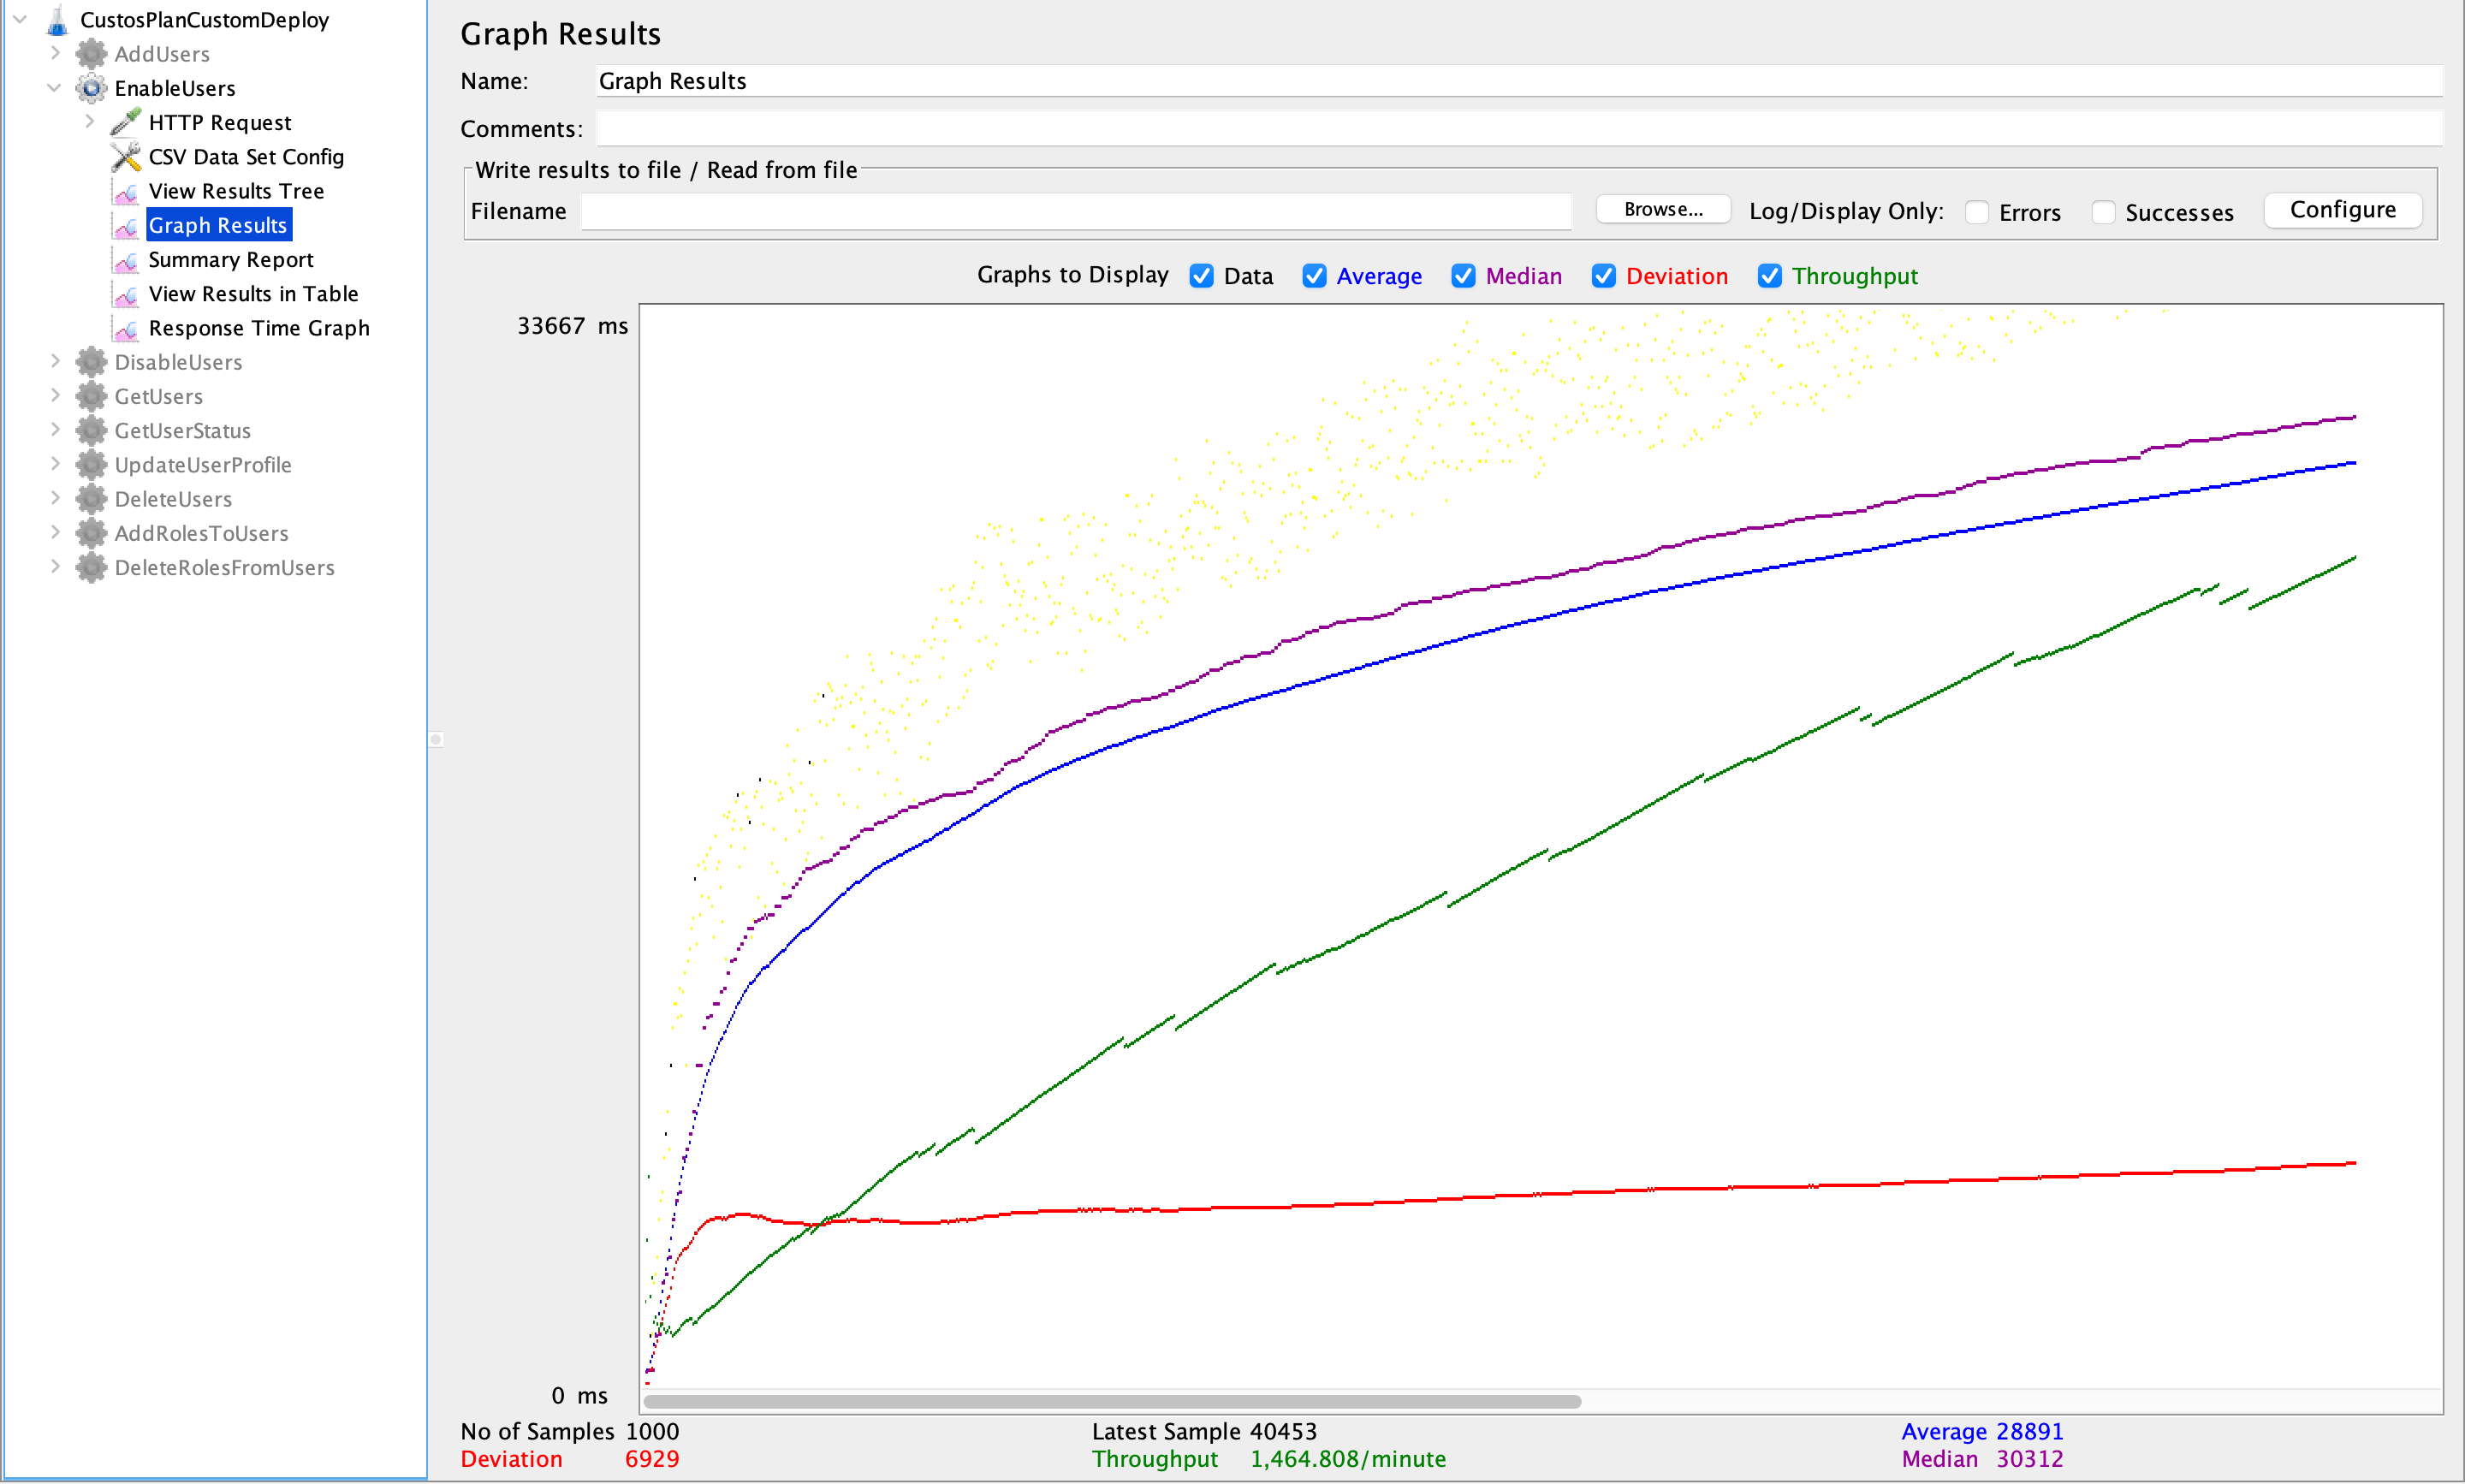 CustosPlanCustomDeploy
AddUsers
EnableUsers
HTTP Request
CSV Data Set Config
View Results Tree
Graph Results
Summary Report
View Results in Table
Response Time Graph
DisableUsers
GetUsers
GetUserStatus
UpdateUserProfile
DeleteUsers
AddRolesToUsers
DeleteRolesFromUsers
Graph Results
Name: Graph Results
Comments:
Write results to file / Read from file
Filename Browse... Log/Display Only: Errors Successes Configure
Graphs to Display Data Average Median Deviation Throughput
33667 ms
0 ms
No of Samples 1000 Latest Sample 40453 Average 28891
Deviation 6929 Throughput 1,464.808/minute Median 30312